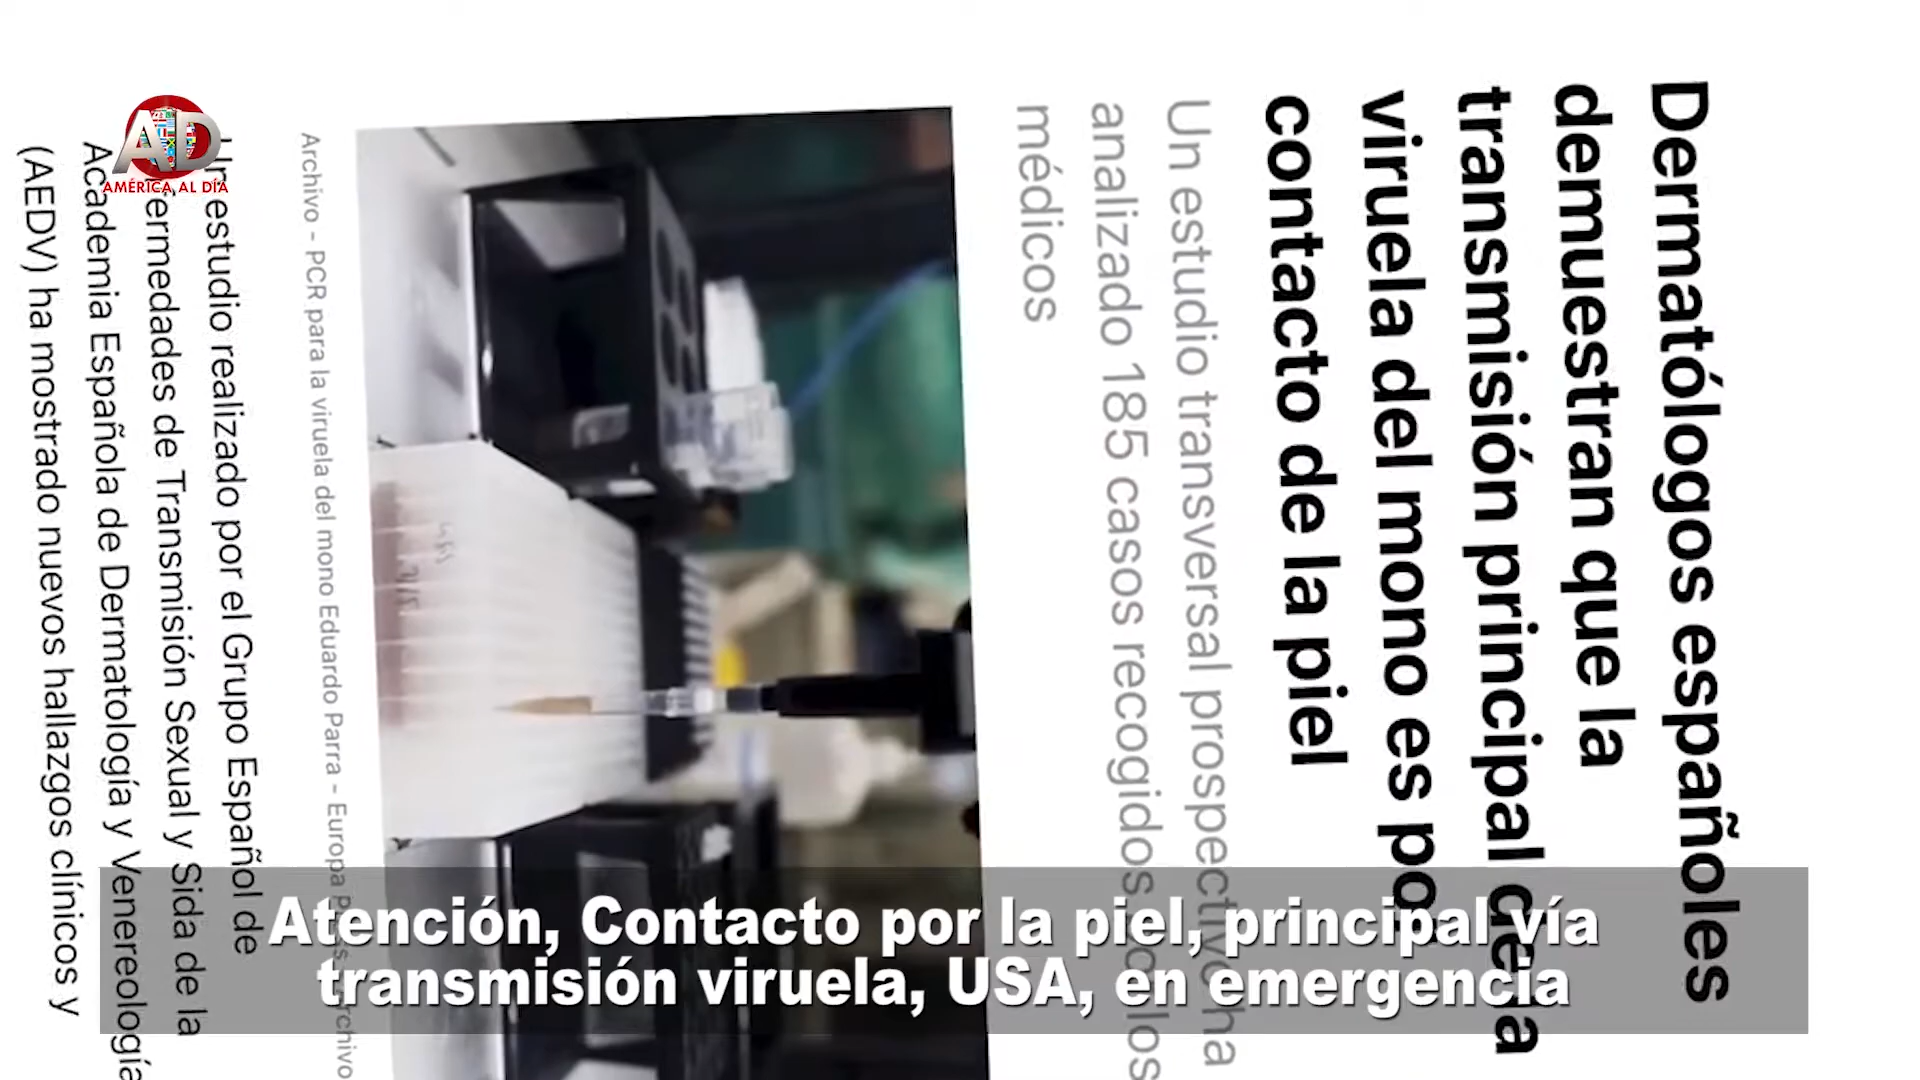 Dermatólogos españoles
demuestran que la
transmisión principal de la
viruela del mono es por
contacto de la piel
Un estudio transversal prospectivo ha
analizado 185 casos recogidos por los
médicos
Archivo - PCR para la viruela del mono Eduardo Parra - Europa Press - Archivo
Un estudio realizado por el Grupo Español de
Enfermedades de Transmisión Sexual y Sida de la
Academia Española de Dermatología y Venereología
(AEDV) ha mostrado nuevos hallazgos clínicos y
AD
AMÉRICA AL DÍA
Atención, Contacto por la piel, principal vía
transmisión viruela, USA, en emergencia